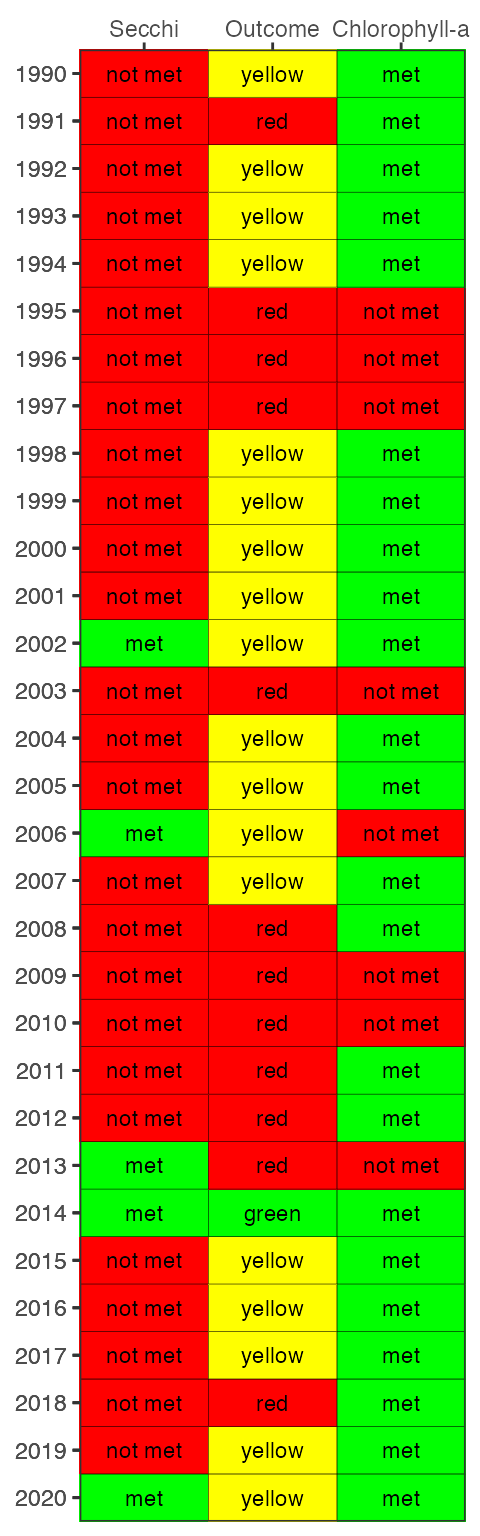 Secchi Outcome Chlorophyll-a
1990 not met yellow met
1991 not met red met
1992 not met yellow met
1993 not met yellow met
1994 not met yellow met
1995 not met red not met
1996 not met red not met
1997 not met red not met
1998 not met yellow met
1999 not met yellow met
2000 not met yellow met
2001 not met yellow met
2002 met yellow met
2003 not met red not met
2004 not met yellow met
2005 not met yellow met
2006 met yellow not met
2007 not met yellow met
2008 not met red met
2009 not met red not met
2010 not met red not met
2011 not met red met
2012 not met red met
2013 met red not met
2014 met green met
2015 not met yellow met
2016 not met yellow met
2017 not met yellow met
2018 not met red met
2019 not met yellow met
2020 met yellow met